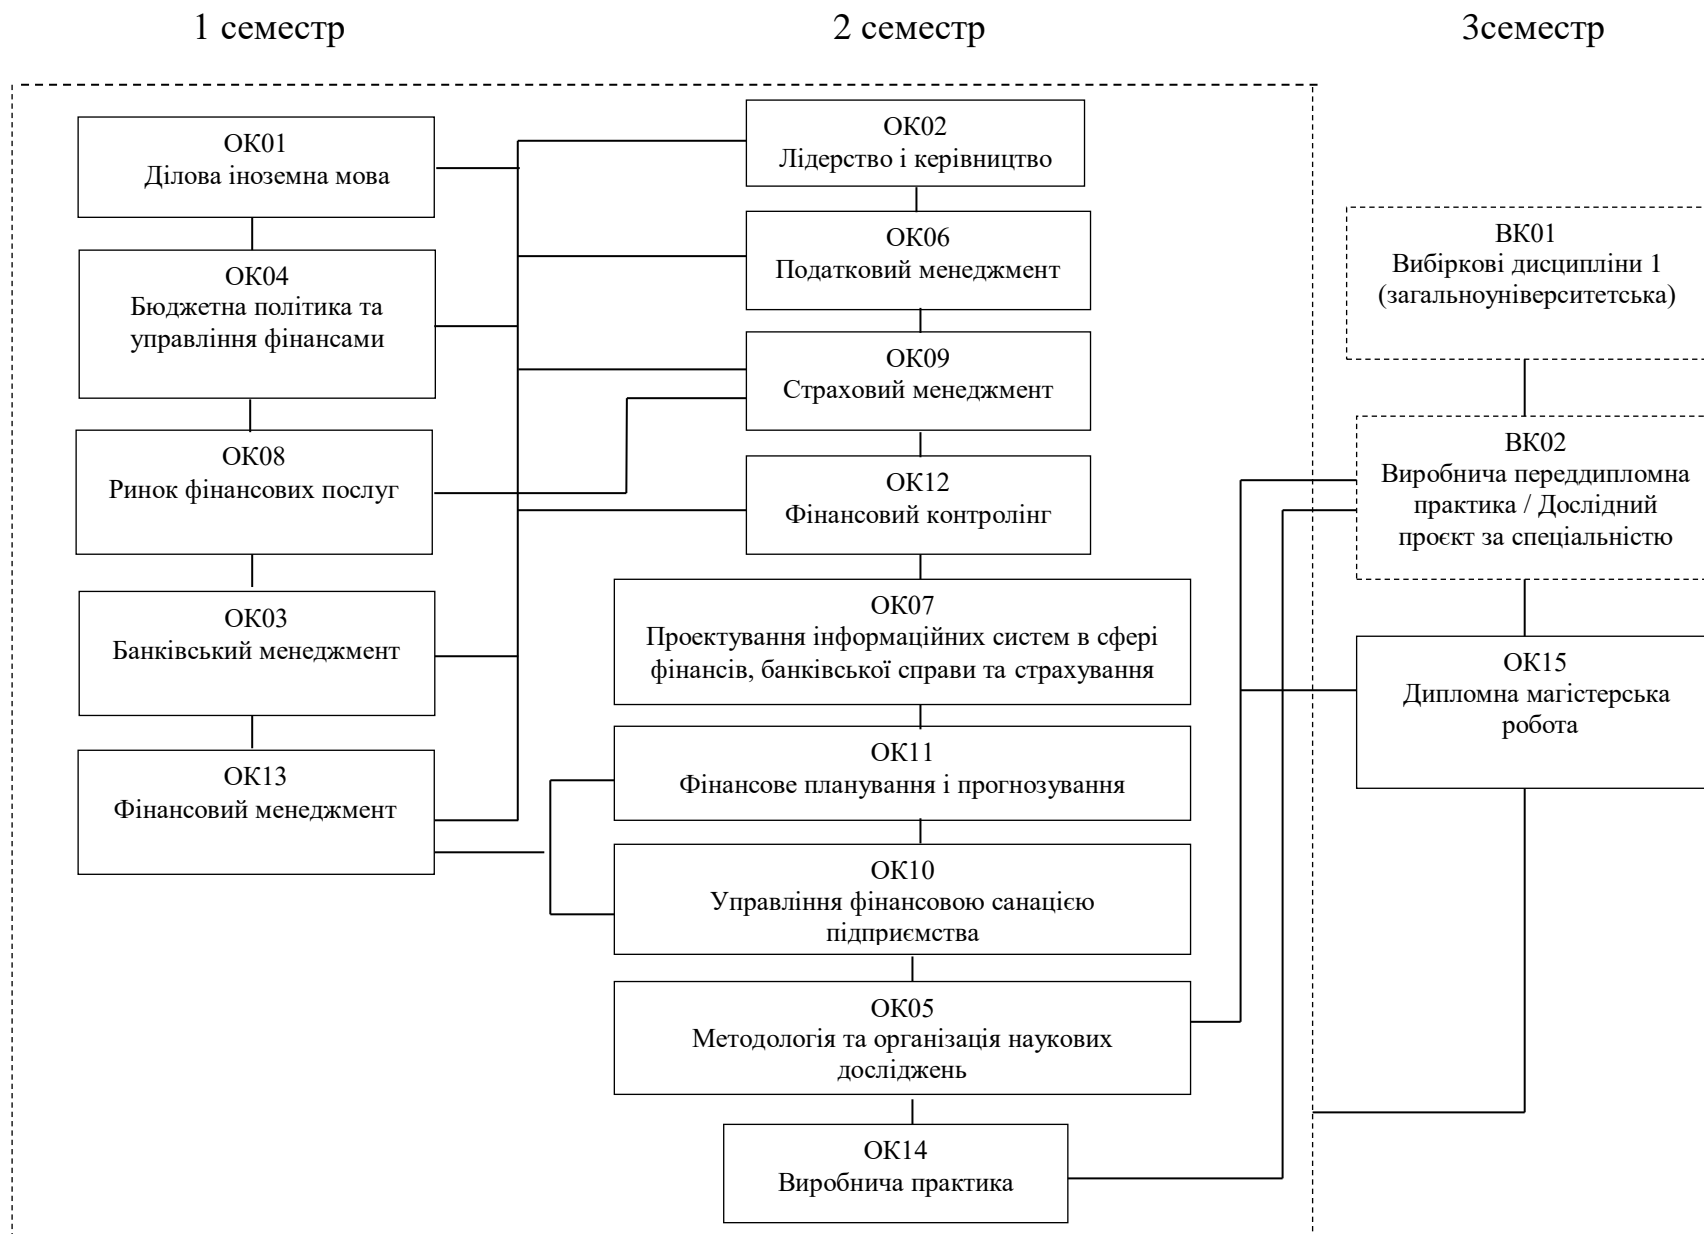 1 семестр
2 семестр
3семестр
ОК01
Ділова іноземна мова
ОК04
Бюджетна політика та
управління фінансами
ОК08
Ринок фінансових послуг
ОК03
Банківський менеджмент
ОК13
Фінансовий менеджмент
ОК02
Лідерство і керівництво
ОК06
Податковий менеджмент
ОК09
Страховий менеджмент
ОК12
Фінансовий контролінг
ОК07
Проектування інформаційних систем в сфері
фінансів, банківської справи та страхування
ОК11
Фінансове планування і прогнозування
ОК10
Управління фінансовою санацією
підприємства
ОК05
Методологія та організація наукових
досліджень
ОК14
Виробнича практика
ВК01
Вибіркові дисципліни 1
(загальноуніверситетська)
ВК02
Виробнича переддипломна
практика / Дослідний
проєкт за спеціальністю
ОК15
Дипломна магістерська
робота